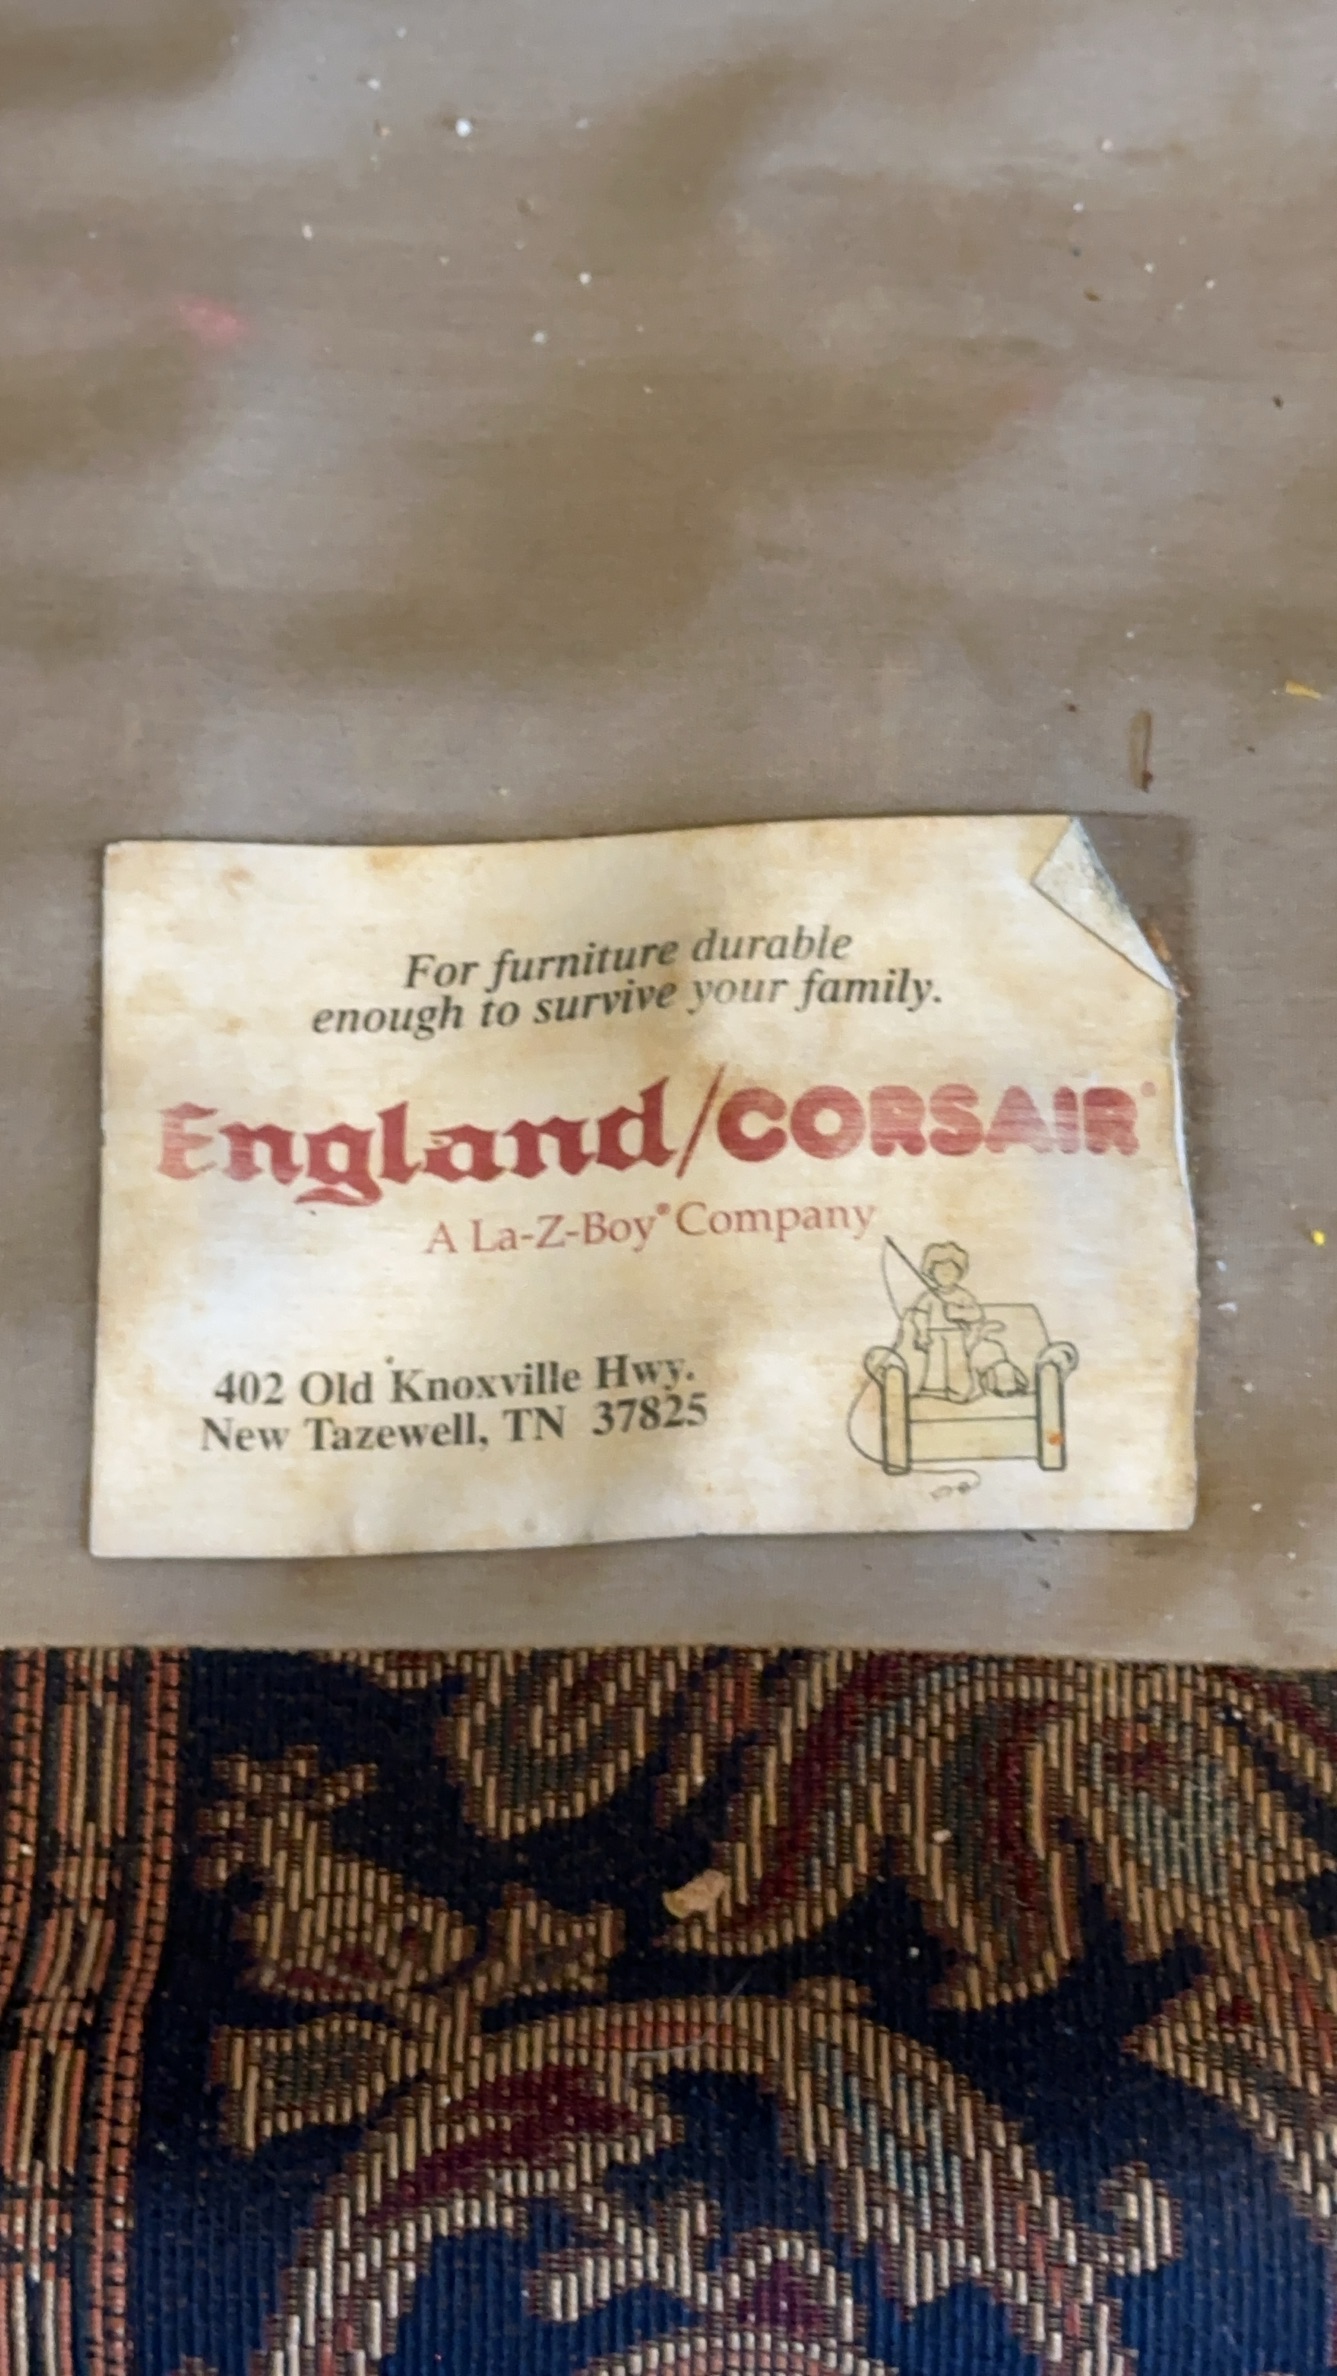 For furniture durable
enough to survive your family.
England/CORSAIR®
A La-Z-Boy® Company
402 Old Knoxville Hwy.
New Tazewell, TN 37825